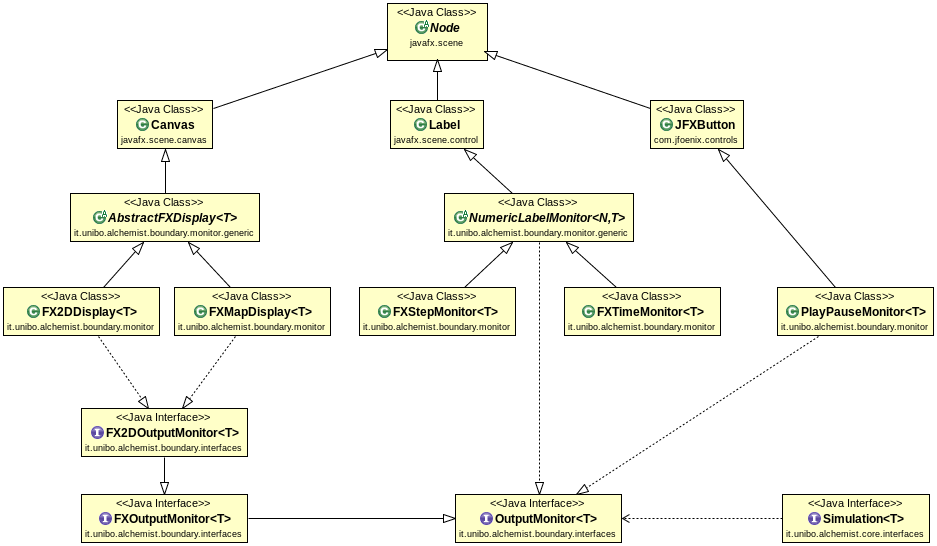 <<Java Class>>
Node
javafx.scene
<<Java Class>>
Canvas
javafx.scene.canvas
<<Java Class>>
Label
javafx.scene.control
<<Java Class>>
JFXButton
com.jfoenix.controls
<<Java Class>>
AbstractFXDisplay<T>
it.unibo.alchemist.boundary.monitor.generic
<<Java Class>>
NumericLabelMonitor<N,T>
it.unibo.alchemist.boundary.monitor.generic
<<Java Class>>
FX2DDisplay<T>
it.unibo.alchemist.boundary.monitor
<<Java Class>>
FXMapDisplay<T>
it.unibo.alchemist.boundary.monitor
<<Java Class>>
FXStepMonitor<T>
it.unibo.alchemist.boundary.monitor
<<Java Class>>
FXTimeMonitor<T>
it.unibo.alchemist.boundary.monitor
<<Java Class>>
PlayPauseMonitor<T>
it.unibo.alchemist.boundary.monitor
<<Java Interface>>
FX2DOutputMonitor<T>
it.unibo.alchemist.boundary.interfaces
<<Java Interface>>
FXOutputMonitor<T>
it.unibo.alchemist.boundary.interfaces
<<Java Interface>>
OutputMonitor<T>
it.unibo.alchemist.boundary.interfaces
<<Java Interface>>
Simulation<T>
it.unibo.alchemist.core.interfaces